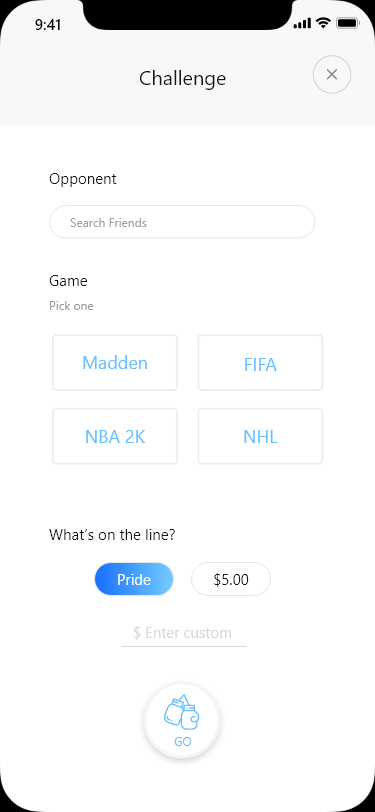 9:41
Challenge
Opponent
Search Friends
Game
Pick one
Madden
FIFA
NBA 2K
NHL
What's on the line?
Pride
$5.00
$ Enter custom
GO